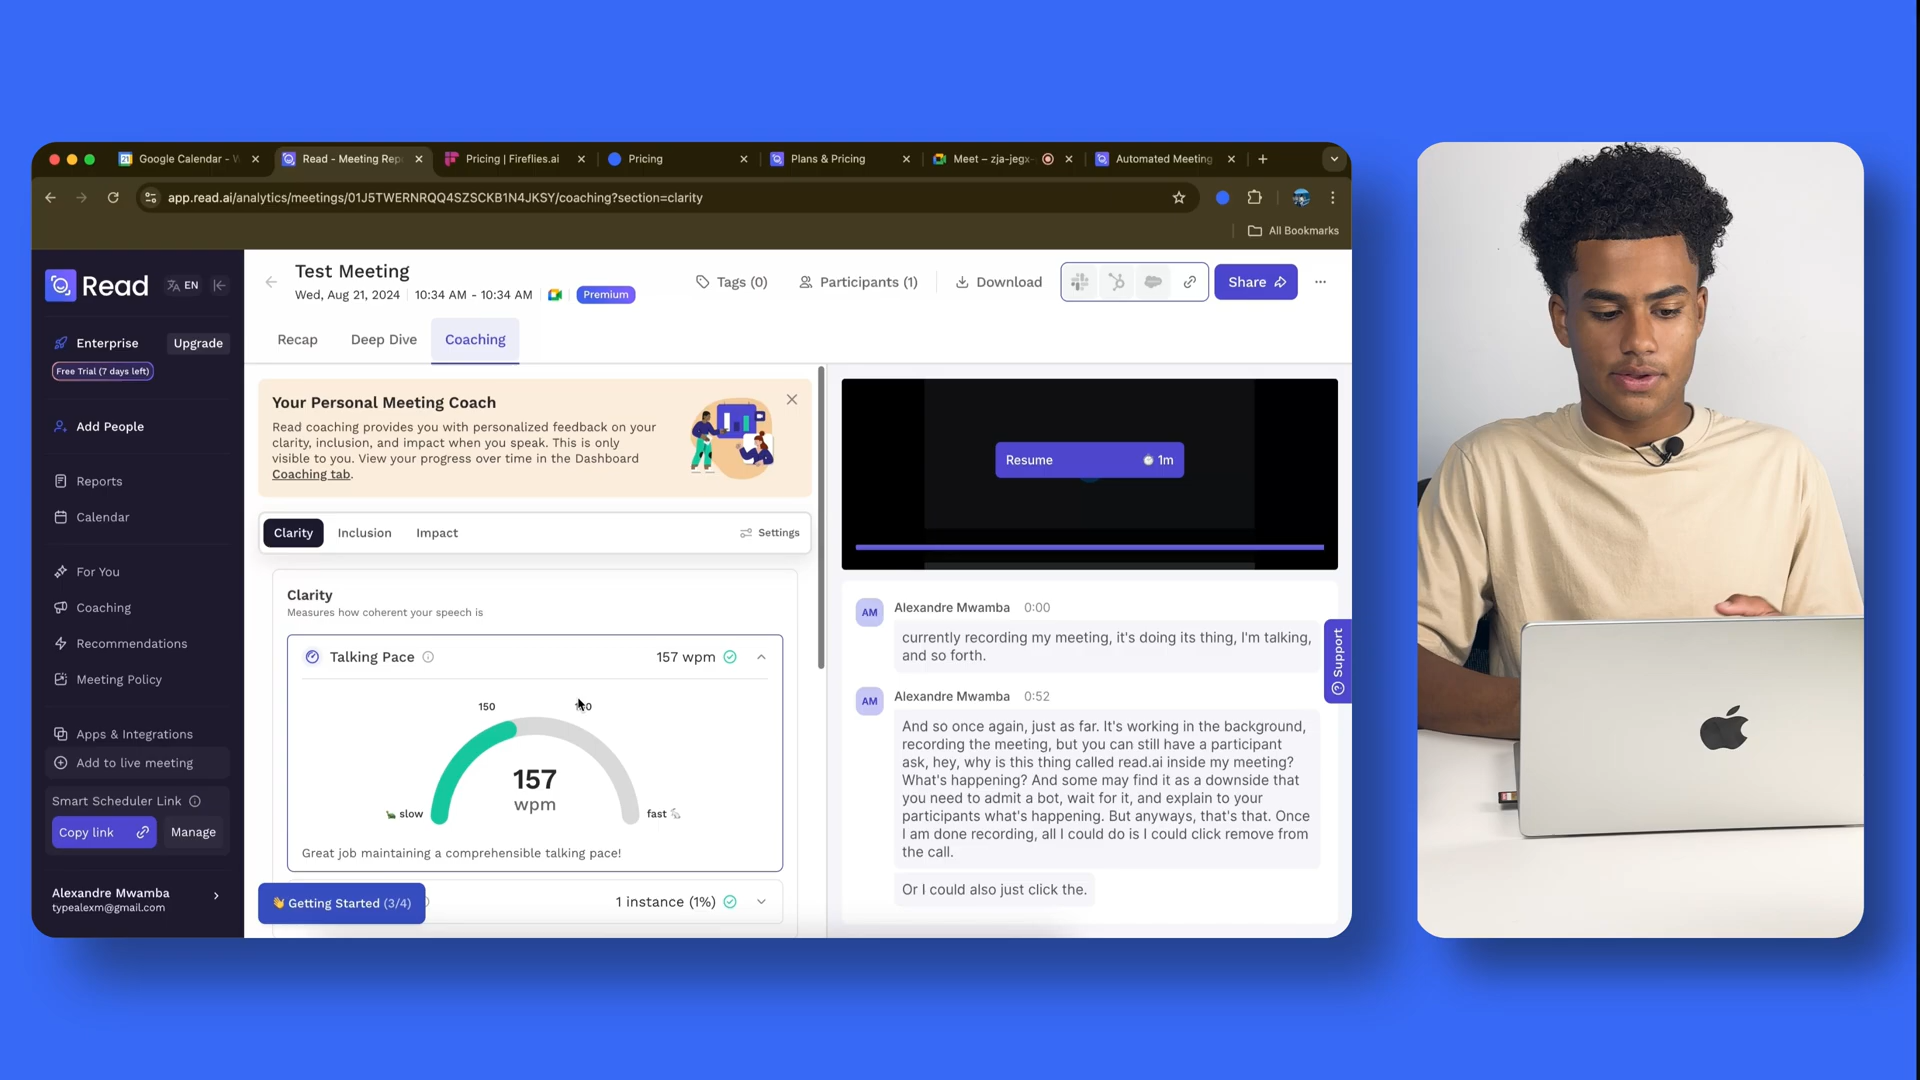 Google Calendar - W
Read - Meeting Rep
Pricing | Fireflies.ai
Pricing
Plans & Pricing
Meet – zja-jegx-
Automated Meeting
app.read.ai/analytics/meetings/01J5TWERNRQQ4SZSCKB1N4JKSY/coaching?section=clarity
All Bookmarks
Read
EN
Enterprise
Upgrade
Free Trial (7 days left)
Add People
Reports
Calendar
For You
Coaching
Recommendations
Meeting Policy
Apps & Integrations
Add to live meeting
Smart Scheduler Link
Copy link
Manage
Alexandre Mwamba
typealexm@gmail.com
Test Meeting
Wed, Aug 21, 2024
10:34 AM - 10:34 AM
Premium
Tags (0)
Participants (1)
Download
Share
Recap
Deep Dive
Coaching
Your Personal Meeting Coach
Read coaching provides you with personalized feedback on your
clarity, inclusion, and impact when you speak. This is only
visible to you. View your progress over time in the Dashboard
Coaching tab.
Clarity
Inclusion
Impact
Settings
Clarity
Measures how coherent your speech is
Talking Pace
157 wpm
150
157
wpm
slow
fast
Great job maintaining a comprehensible talking pace!
Getting Started (3/4)
1 instance (1%)
Resume
1m
AM
Alexandre Mwamba 0:00
currently recording my meeting, it's doing its thing, I'm talking,
and so forth.
AM
Alexandre Mwamba 0:52
And so once again, just as far. It's working in the background,
recording the meeting, but you can still have a participant
ask, hey, why is this thing called read.ai inside my meeting?
What's happening? And some may find it as a downside that
you need to admit a bot, wait for it, and explain to your
participants what's happening. But anyways, that's that. Once
I am done recording, all I could do is I could click remove from
the call.
Or I could also just click the.
Support